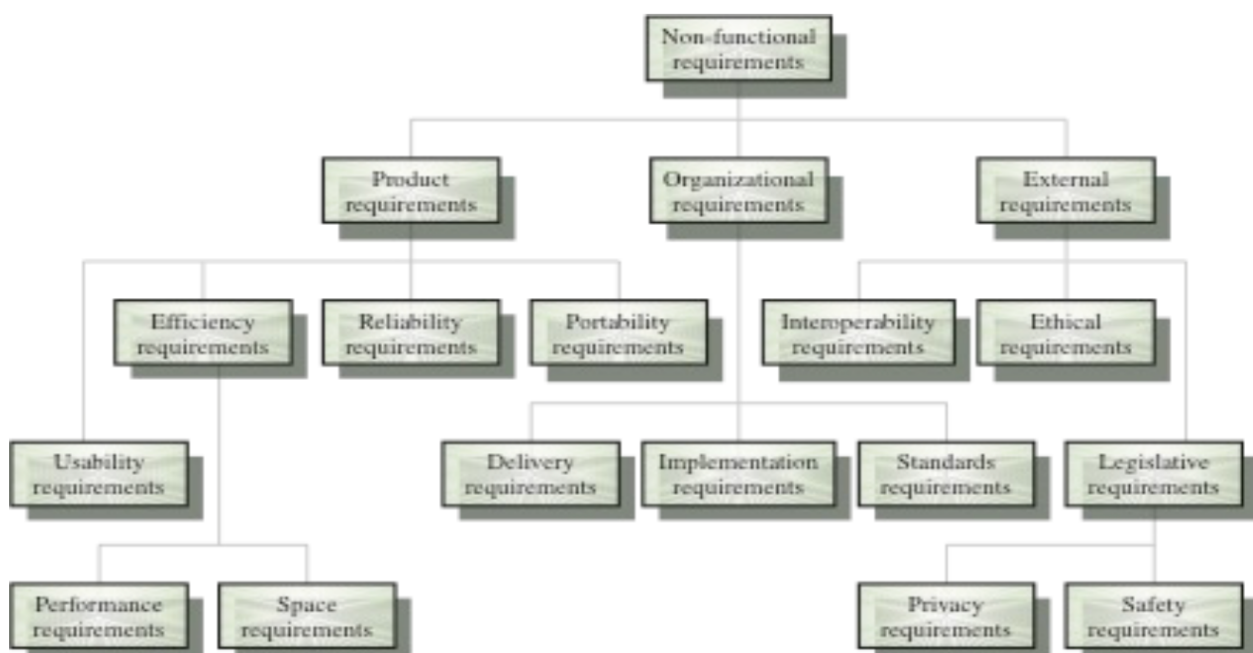 Non-functional
requirements
Product
requirements
Organizational
requirements
External
requirements
Efficiency
requirements
Reliability
requirements
Portability
requirements
Interoperability
requirements
Ethical
requirements
Usability
requirements
Delivery
requirements
Implementation
requirements
Standards
requirements
Legislative
requirements
Performance
requirements
Space
requirements
Privacy
requirements
Safety
requirements